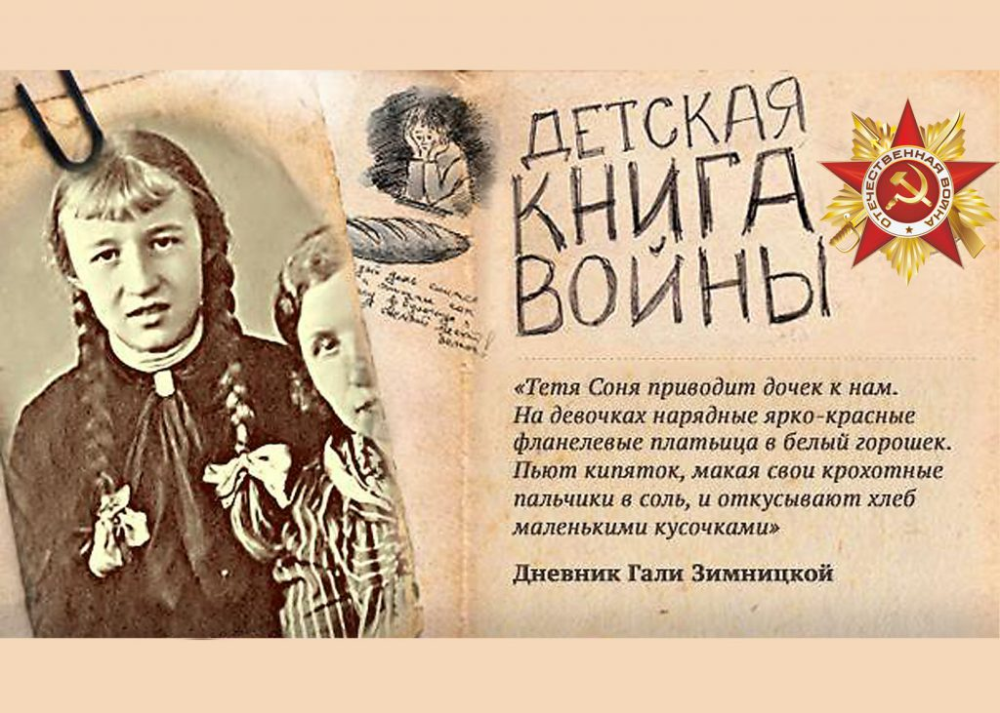 ДЕТСКАЯ
КНИГА
ВОЙНЫ
ОТЕЧЕСТВЕННАЯ ВОЙНА
«Тетя Соня приводит дочек к нам.
На девочках нарядные ярко-красные
фланелевые платьица в белый горошек.
Пьют кипяток, макая свои крохотные
пальчики в соль, и откусывают хлеб
маленькими кусочками»
Дневник Гали Зимницкой